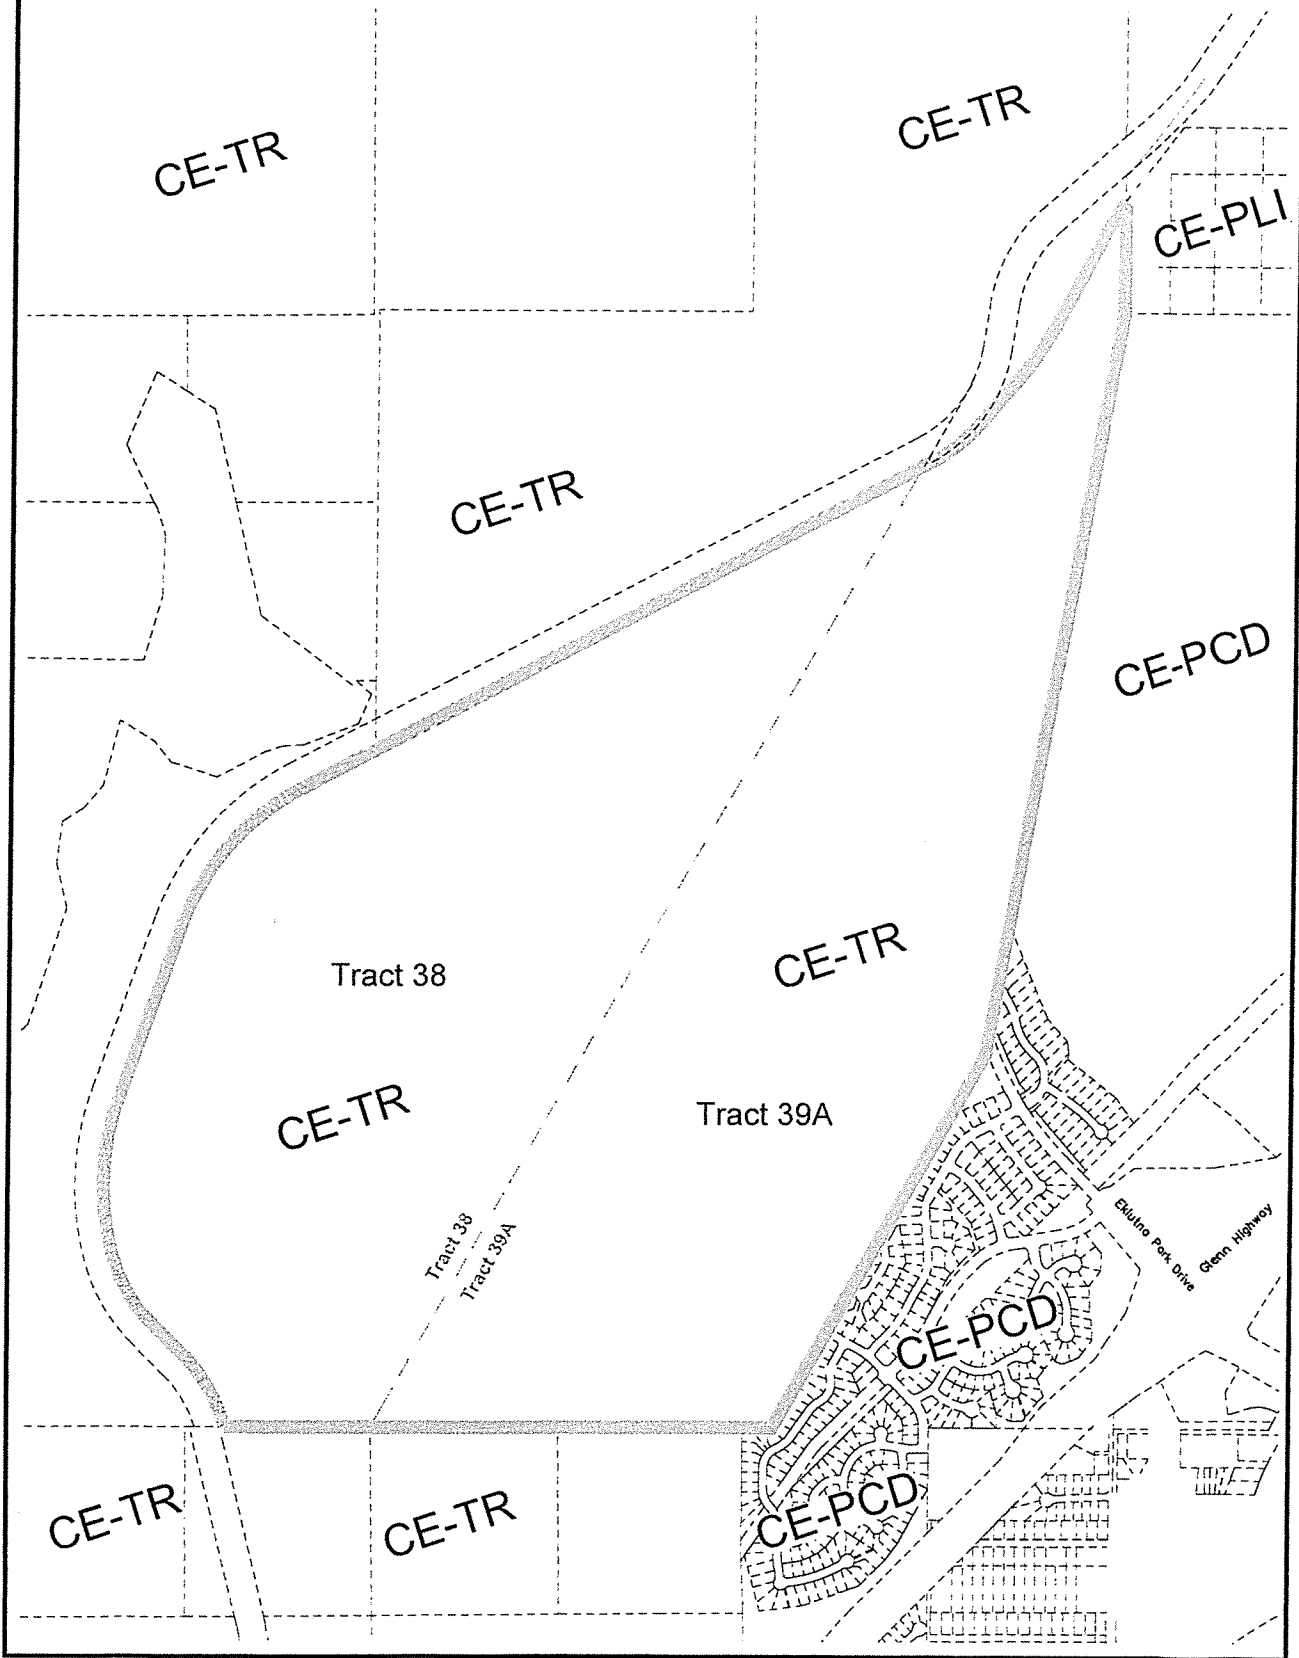 CE-TR
CE-TR
CE-PLI
CE-TR
CE-PCD
CE-TR
Tract 38
CE-TR
Tract 39A
Tract 38
Tract 39A
Eklutna Park Drive
Glenn Highway
CE-PCD
CE-TR
CE-TR
CE-PCD